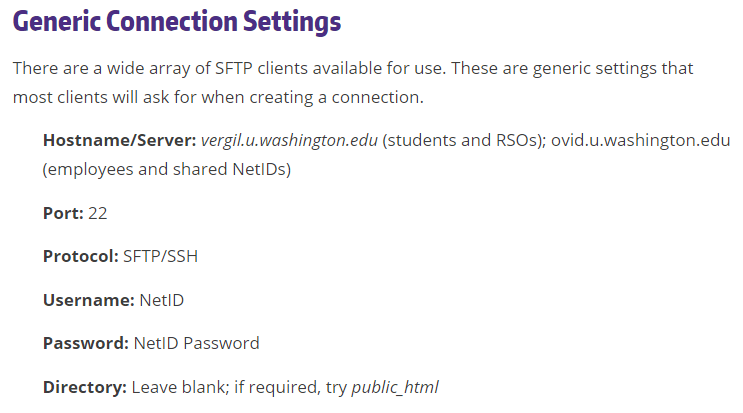 Generic Connection Settings
There are a wide array of SFTP clients available for use. These are generic settings that
most clients will ask for when creating a connection.
Hostname/Server: vergil.u.washington.edu (students and RSOs); ovid.u.washington.edu
(employees and shared NetIDs)
Port: 22
Protocol: SFTP/SSH
Username: NetID
Password: NetID Password
Directory: Leave blank; if required, try public_html